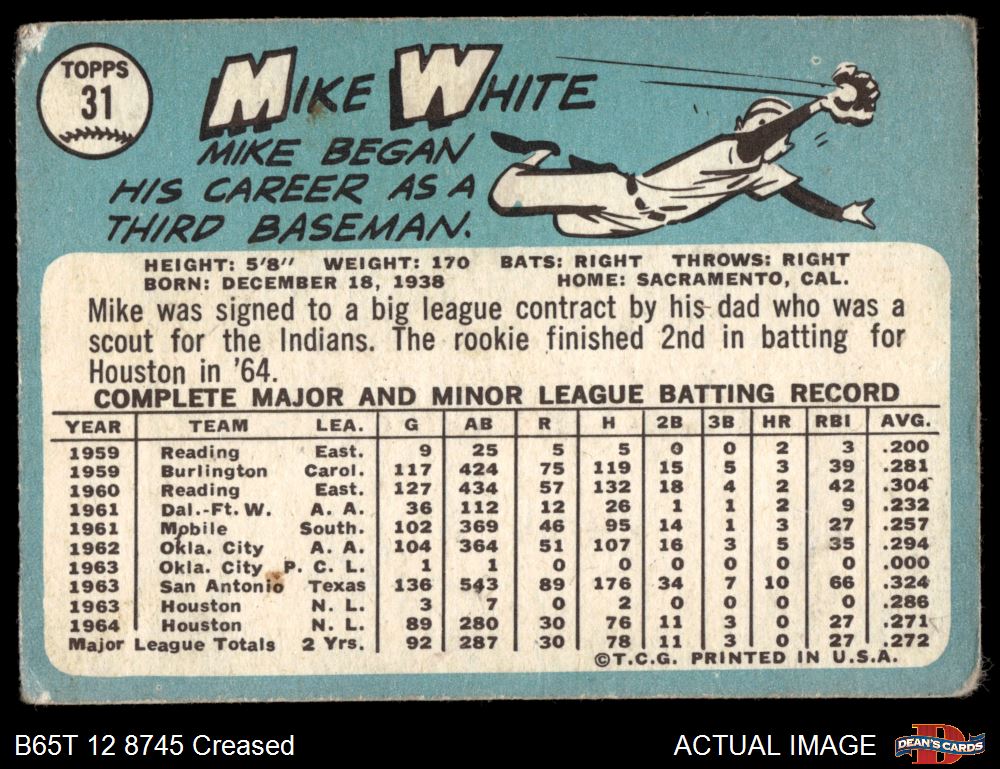 TOPPS
31
MIKE WHITE
MIKE BEGAN
HIS CAREER AS A
THIRD BASEMAN.
HEIGHT: 5'8" WEIGHT: 170 BATS: RIGHT THROWS: RIGHT
BORN: DECEMBER 18, 1938 HOME: SACRAMENTO, CAL.
Mike was signed to a big league contract by his dad who was a
scout for the Indians. The rookie finished 2nd in batting for
Houston in '64.
COMPLETE MAJOR AND MINOR LEAGUE BATTING RECORD
YEAR TEAM LEA. G AB R H 2B 3B HR RBI AVG.
1959 Reading East. 9 25 5 5 0 0 2 3 .200
1959 Burlington Carol. 117 424 75 119 15 5 3 39 .281
1960 Reading East. 127 434 57 132 18 4 2 42 .304
1961 Dal.-Ft. W. A. A. 36 112 12 26 1 1 2 9 .232
1961 Mobile South. 102 369 46 95 14 1 3 27 .257
1962 Okla. City A. A. 104 364 51 107 16 3 5 35 .294
1963 Okla. City P. C. L. 1 1 0 0 0 0 0 0 .000
1963 San Antonio Texas 136 543 89 176 34 7 10 66 .324
1963 Houston N. L. 3 7 0 2 0 0 0 0 .286
1964 Houston N. L. 89 280 30 76 11 3 0 27 .271
Major League Totals 2 Yrs. 92 287 30 78 11 3 0 27 .272
©T.C.G. PRINTED IN U.S.A.
B65T 12 8745 Creased ACTUAL IMAGE
DEAN'S CARDS